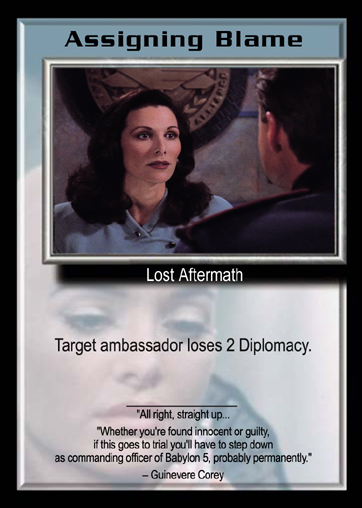 Assigning Blame
Lost Aftermath
Target ambassador loses 2 Diplomacy.
"All right, straight up...
"Whether you're found innocent or guilty,
if this goes to trial you'll have to step down
as commanding officer of Babylon 5, probably permanently."
– Guinevere Corey